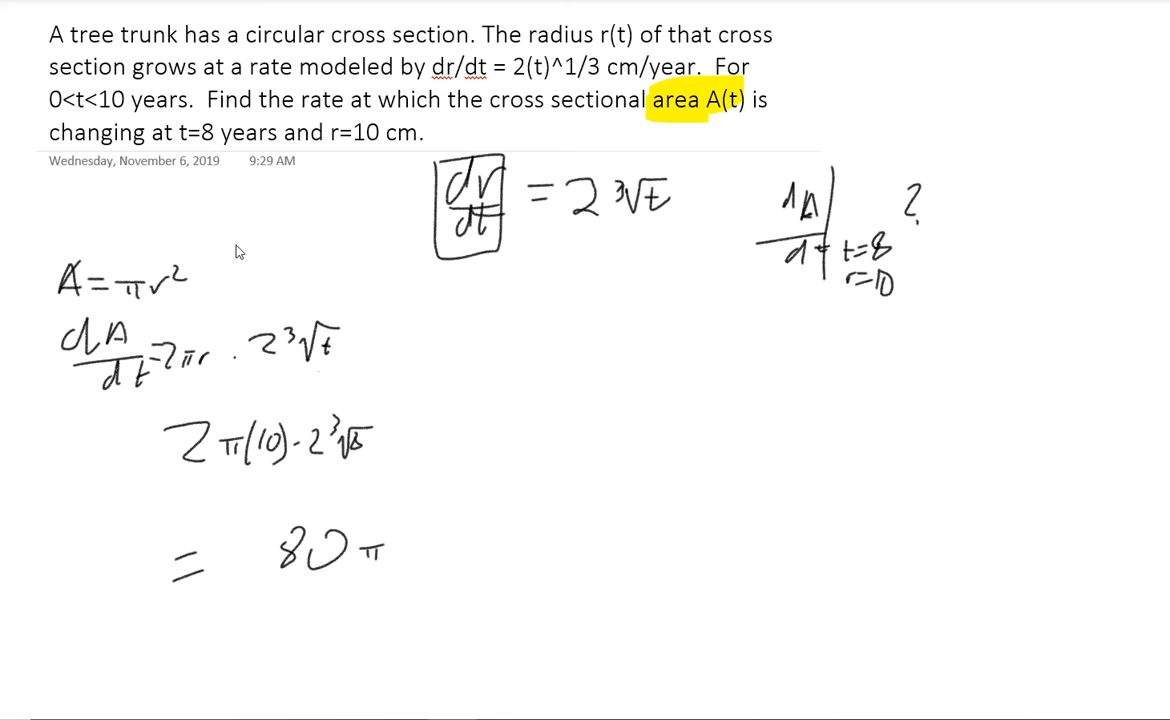 A tree trunk has a circular cross section. The radius r(t) of that cross
section grows at a rate modeled by dr/dt = 2(t)^1/3 cm/year.  For
0<t<10 years.  Find the rate at which the cross sectional area A(t) is
changing at t=8 years and r=10 cm.
Wednesday, November 6, 2019 9:29 AM
dr/dt = 2 ∛t
dA/dt | t=8 r=10 ?
A = πr²
dA/dt = 2πr · 2∛t
2π(10) · 2∛8
= 80π